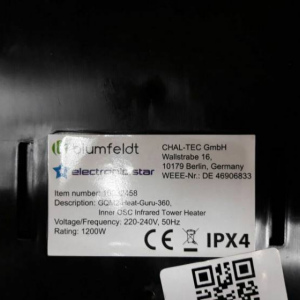 blumfeldt
electronic star
CHAL-TEC GmbH
Wallstraße 16,
10179 Berlin, Germany
WEEE-Nr.: DE 46906833
Item number:
Description:
Inner OSC Infrared Tower Heater
Voltage/Frequency: 220-240V, 50Hz
Rating: 1200W
CE IPX4